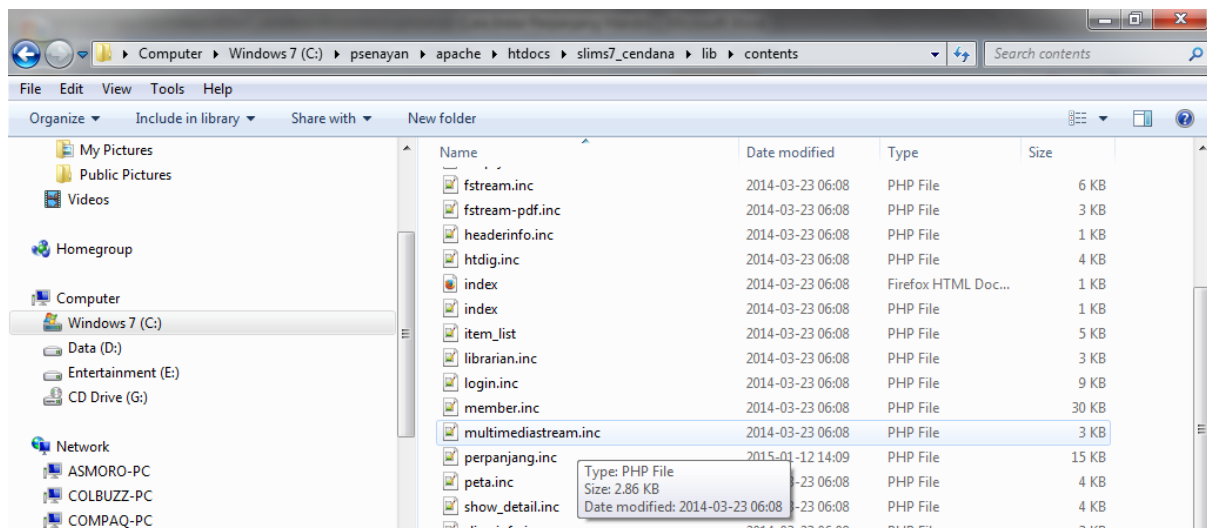 Computer Windows 7 (C:) psenayan apache htdocs slims7_cendana lib contents Search contents
File Edit View Tools Help
Organize Include in library Share with New folder
My Pictures
Public Pictures
Videos
Homegroup
Computer
Windows 7 (C:)
Data (D:)
Entertainment (E:)
CD Drive (G:)
Network
ASMORO-PC
COLBUZZ-PC
COMPAQ-PC
Name Date modified Type Size
fstream.inc 2014-03-23 06:08 PHP File 6 KB
fstream-pdf.inc 2014-03-23 06:08 PHP File 3 KB
headerinfo.inc 2014-03-23 06:08 PHP File 1 KB
htdig.inc 2014-03-23 06:08 PHP File 4 KB
index 2014-03-23 06:08 Firefox HTML Doc... 1 KB
index 2014-03-23 06:08 PHP File 1 KB
item_list 2014-03-23 06:08 PHP File 5 KB
librarian.inc 2014-03-23 06:08 PHP File 3 KB
login.inc 2014-03-23 06:08 PHP File 9 KB
member.inc 2014-03-23 06:08 PHP File 30 KB
multimediastream.inc 2014-03-23 06:08 PHP File 3 KB
perpanjang.inc 2015-01-12 14:09 PHP File 15 KB
peta.inc 3-23 06:08 PHP File 4 KB
show_detail.inc 3-23 06:08 PHP File 4 KB
Type: PHP File
Size: 2.86 KB
Date modified: 2014-03-23 06:08